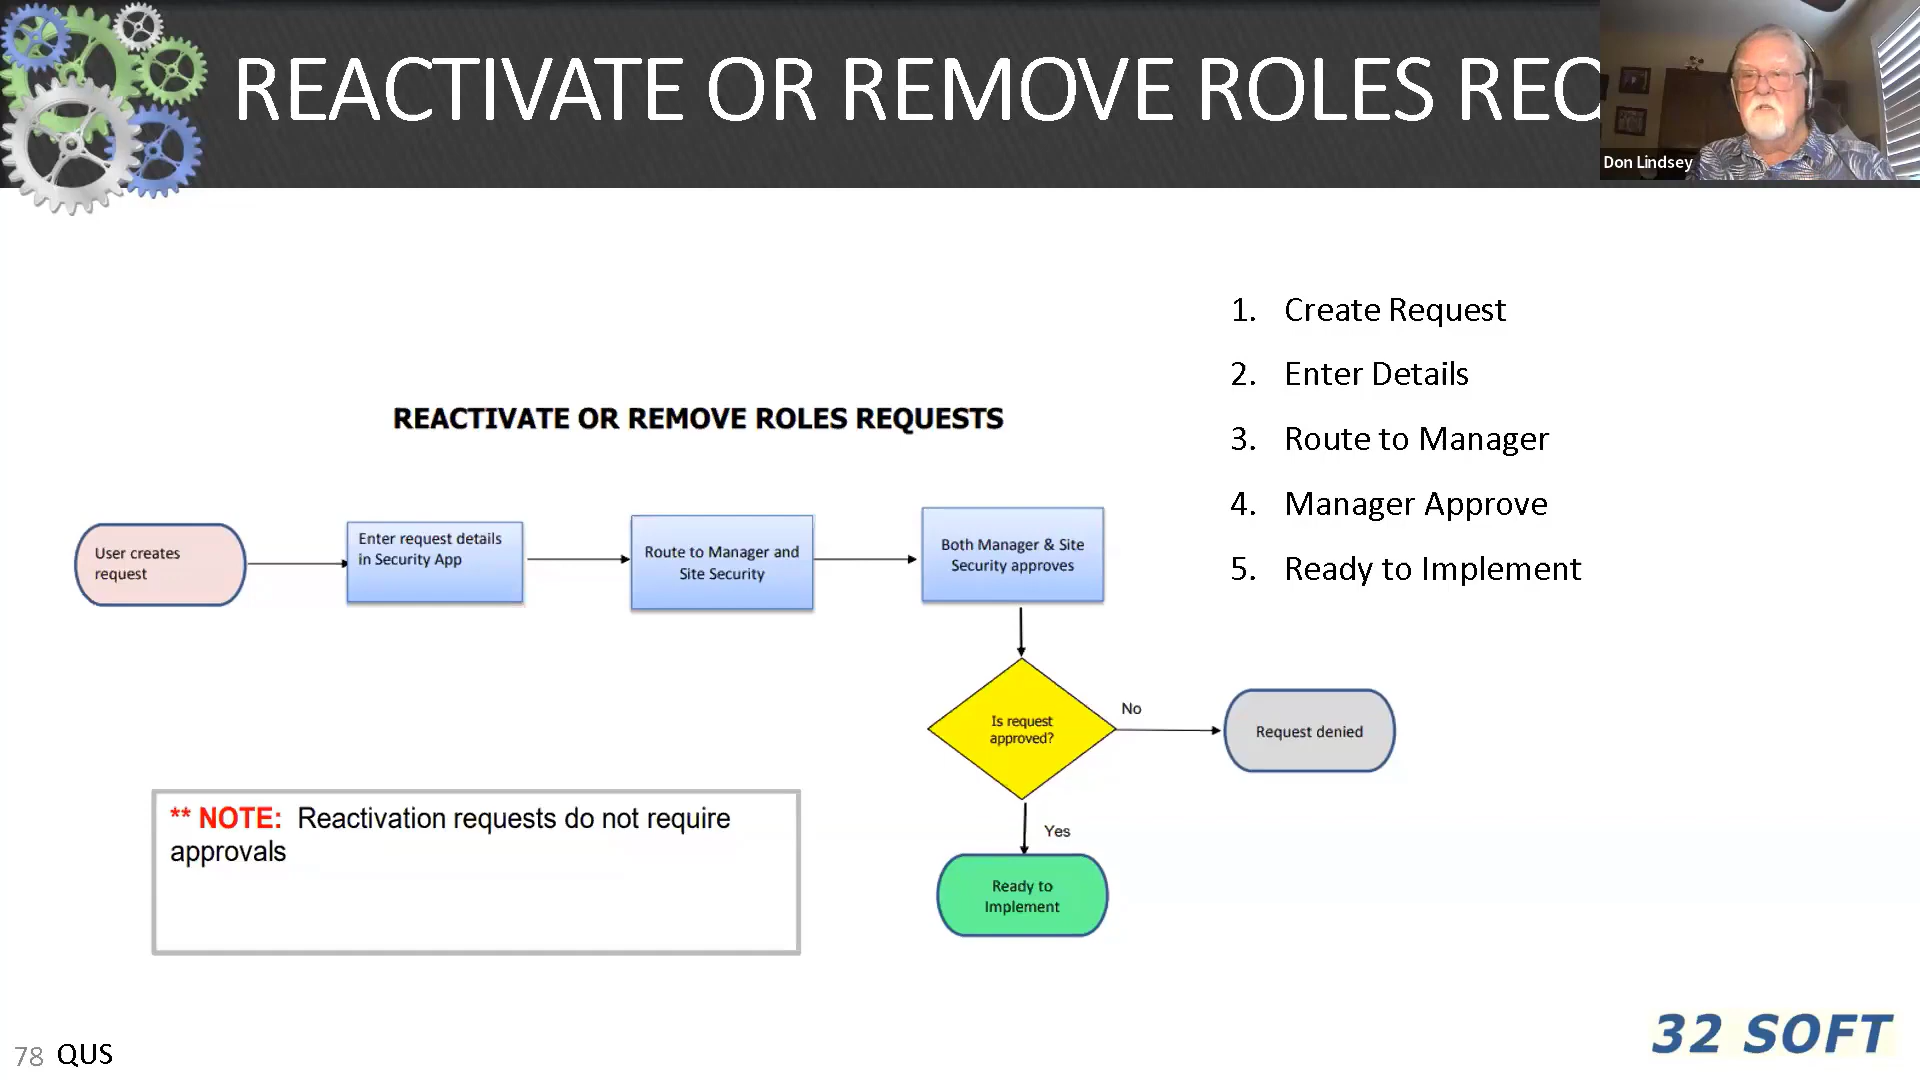 REACTIVATE OR REMOVE ROLES REQ
Don Lindsey
1. Create Request
2. Enter Details
3. Route to Manager
4. Manager Approve
5. Ready to Implement
REACTIVATE OR REMOVE ROLES REQUESTS
User creates
request
Enter request details
in Security App
Route to Manager and
Site Security
Both Manager & Site
Security approves
Is request
approved?
No
Request denied
Yes
Ready to
Implement
** NOTE: Reactivation requests do not require
approvals
78 QUS
32 SOFT